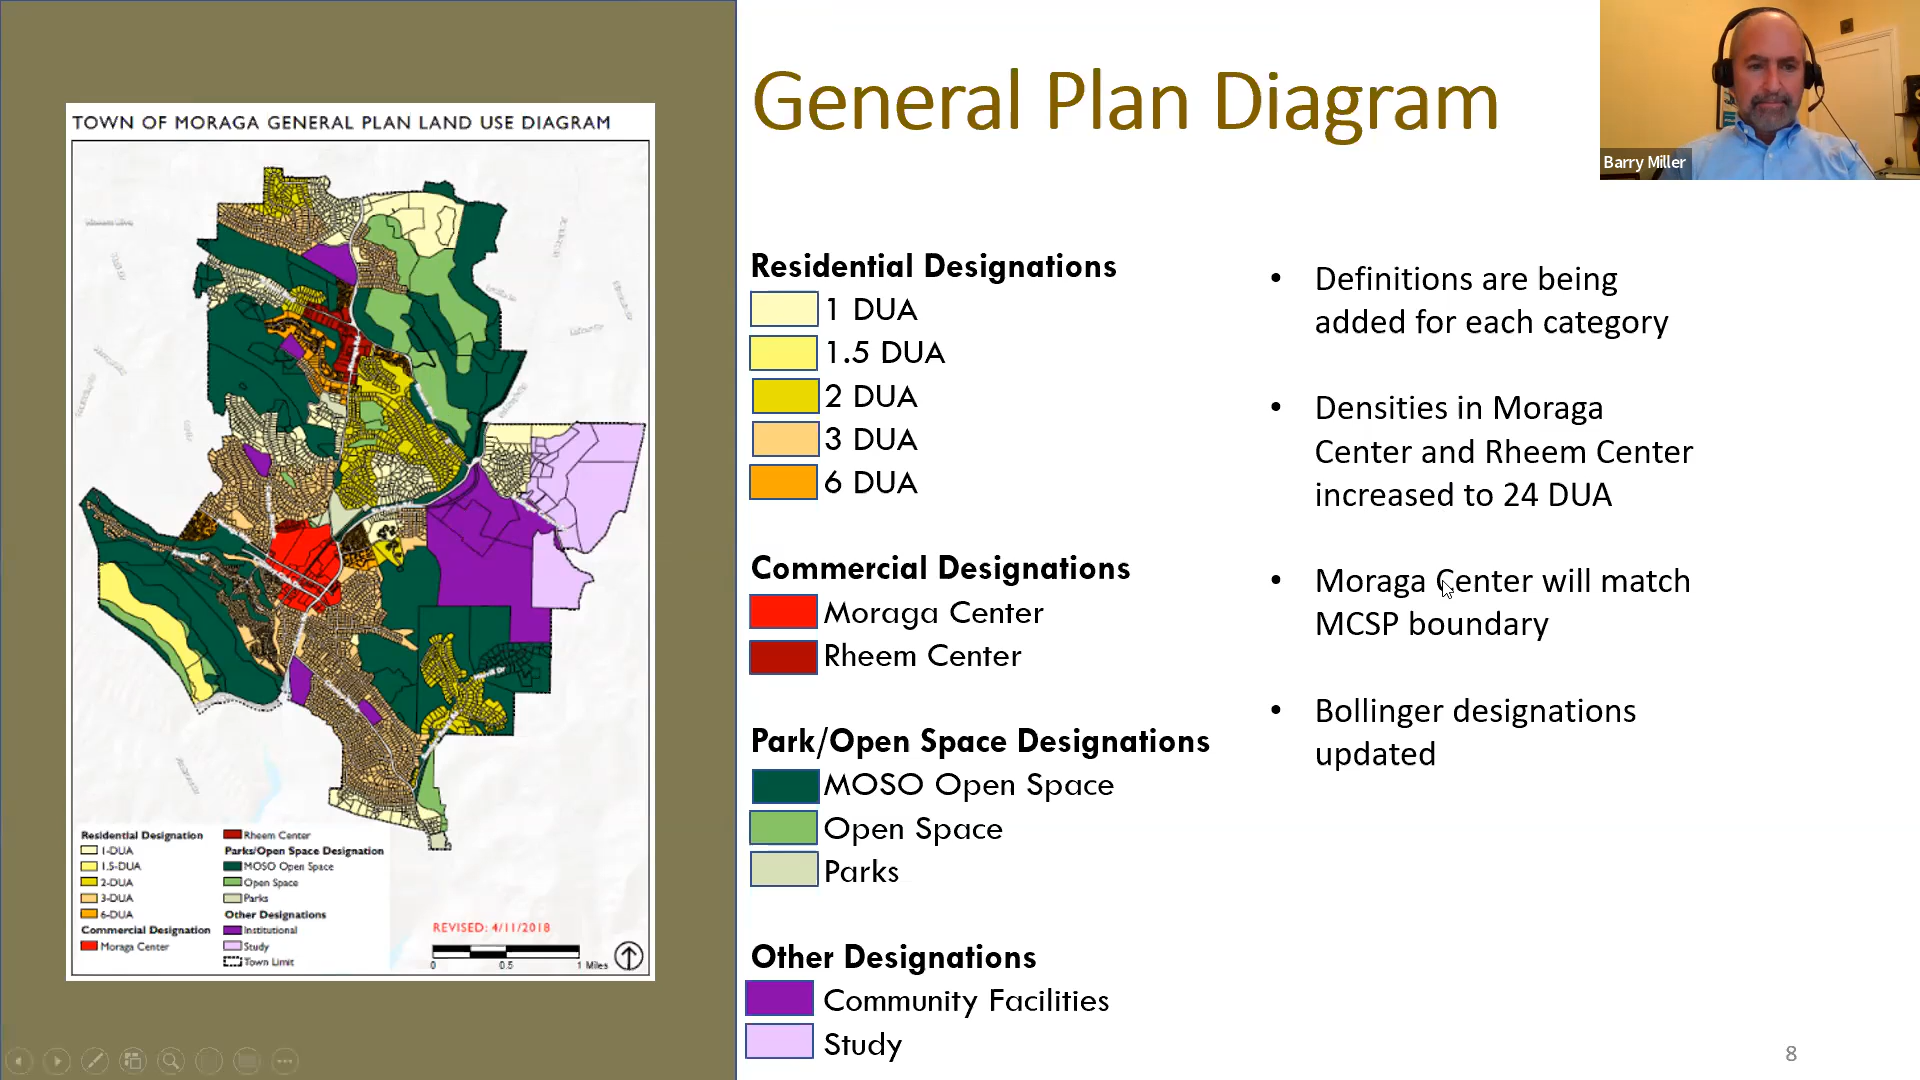 TOWN OF MORAGA GENERAL PLAN LAND USE DIAGRAM
Residential Designation
1-DUA
1.5-DUA
2-DUA
3-DUA
6-DUA
Commercial Designation
Moraga Center
Rheem Center
Parks/Open Space Designation
MOSO Open Space
Open Space
Parks
Other Designations
Institutional
Study
Town Limit
REVISED: 4/11/2018
0 0.5 1 Miles
General Plan Diagram
Residential Designations
1 DUA
1.5 DUA
2 DUA
3 DUA
6 DUA
Commercial Designations
Moraga Center
Rheem Center
Park/Open Space Designations
MOSO Open Space
Open Space
Parks
Other Designations
Community Facilities
Study
• Definitions are being
added for each category
• Densities in Moraga
Center and Rheem Center
increased to 24 DUA
• Moraga Center will match
MCSP boundary
• Bollinger designations
updated
Barry Miller
8